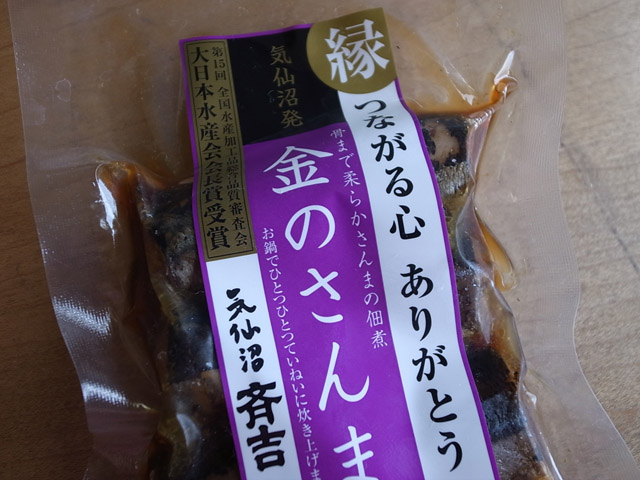 縁
つながる心 ありがとう
気仙沼発
骨まで柔らかさんまの佃煮
金のさんま
お鍋でひとつひとつていねいに炊き上げま
第15回 全国水産加工品総合品質審査会
大日本水産会会長賞受賞
気仙沼 斉吉